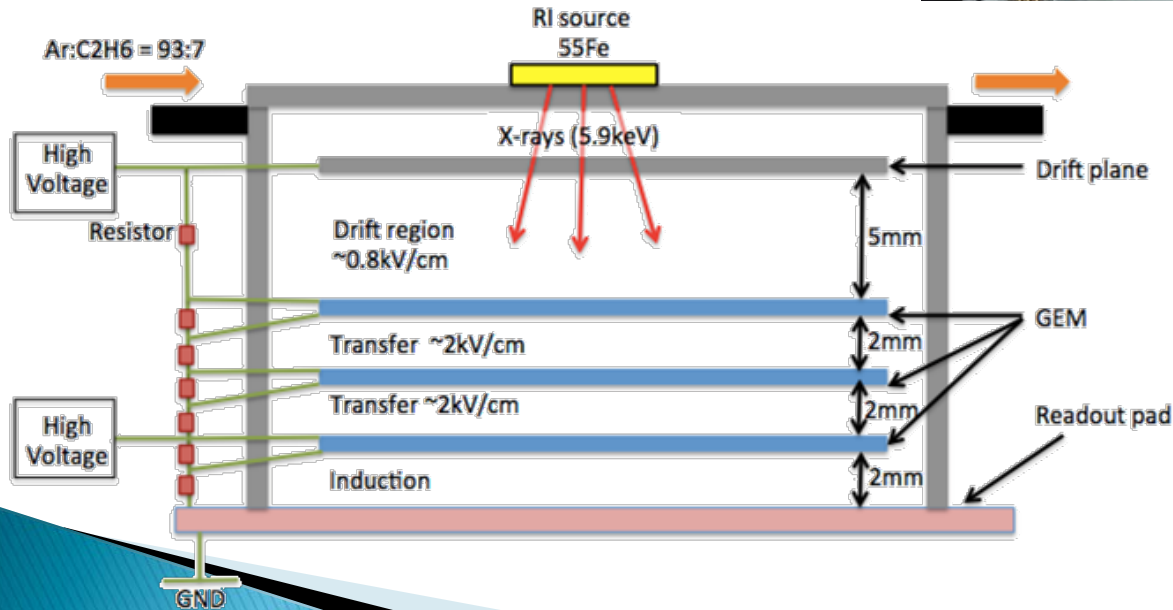 RI source
55Fe
Ar:C2H6 = 93:7
X-rays (5.9keV)
High
Voltage
Drift plane
Resistor
Drift region
~0.8kV/cm
5mm
GEM
Transfer ~2kV/cm
2mm
Transfer ~2kV/cm
2mm
Readout pad
High
Voltage
Induction
2mm
GND